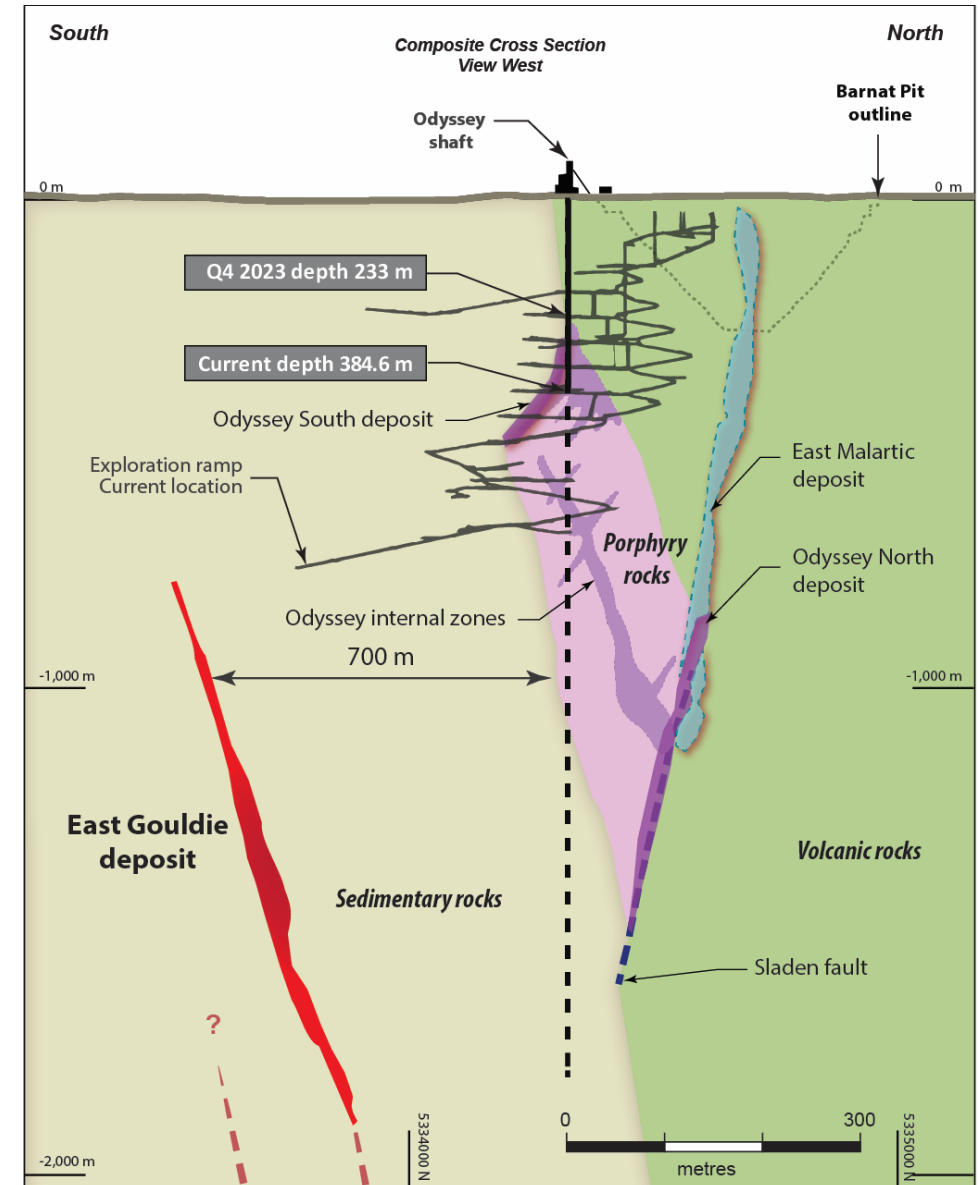 South
North
Composite Cross Section
View West
Barnat Pit
outline
Odyssey
shaft
0 m
0 m
Q4 2023 depth 233 m
Current depth 384.6 m
Odyssey South deposit
Exploration ramp
Current location
East Malartic
deposit
Porphyry
rocks
Odyssey North
deposit
Odyssey internal zones
700 m
-1,000 m
-1,000 m
East Gouldie
deposit
Volcanic rocks
Sedimentary rocks
Sladen fault
?
5334000 N
0
300
metres
5335000 N
-2,000 m